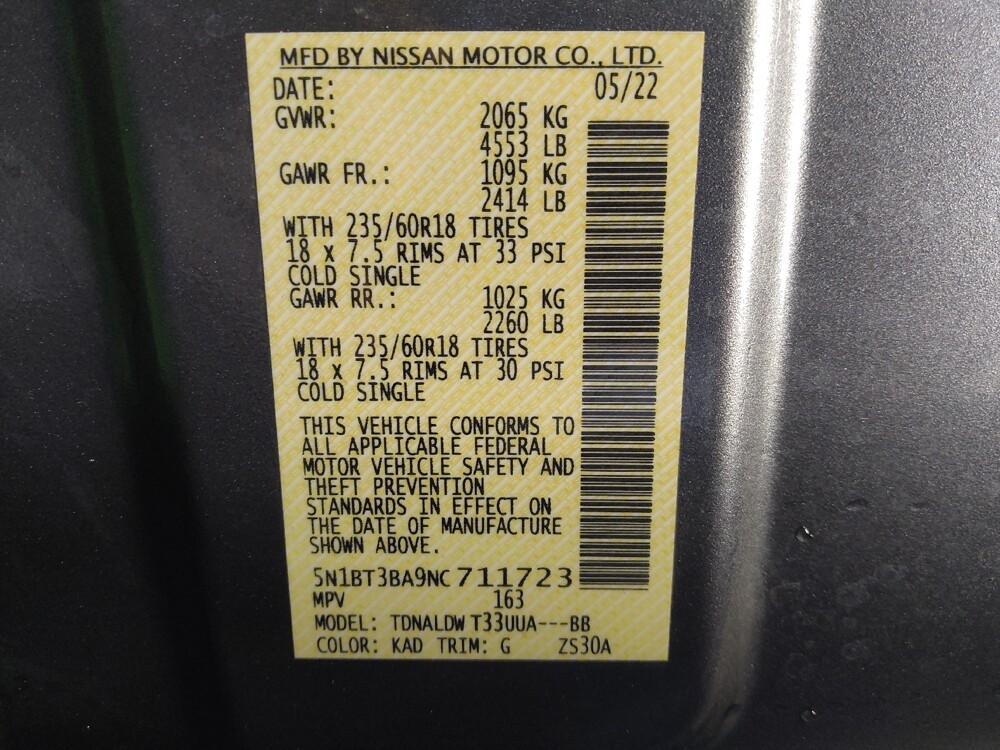 MFD BY NISSAN MOTOR CO., LTD.
DATE: 05/22
GVWR: 2065 KG
4553 LB
GAWR FR.: 1095 KG
2414 LB
WITH 235/60R18 TIRES
18 x 7.5 RIMS AT 33 PSI
COLD SINGLE
GAWR RR.: 1025 KG
2260 LB
WITH 235/60R18 TIRES
18 x 7.5 RIMS AT 30 PSI
COLD SINGLE
THIS VEHICLE CONFORMS TO
ALL APPLICABLE FEDERAL
MOTOR VEHICLE SAFETY AND
THEFT PREVENTION
STANDARDS IN EFFECT ON
THE DATE OF MANUFACTURE
SHOWN ABOVE.
5N1BT3BA9NC711723
MPV 163
MODEL: TDNALDW T33UUA---BB
COLOR: KAD TRIM: G ZS30A